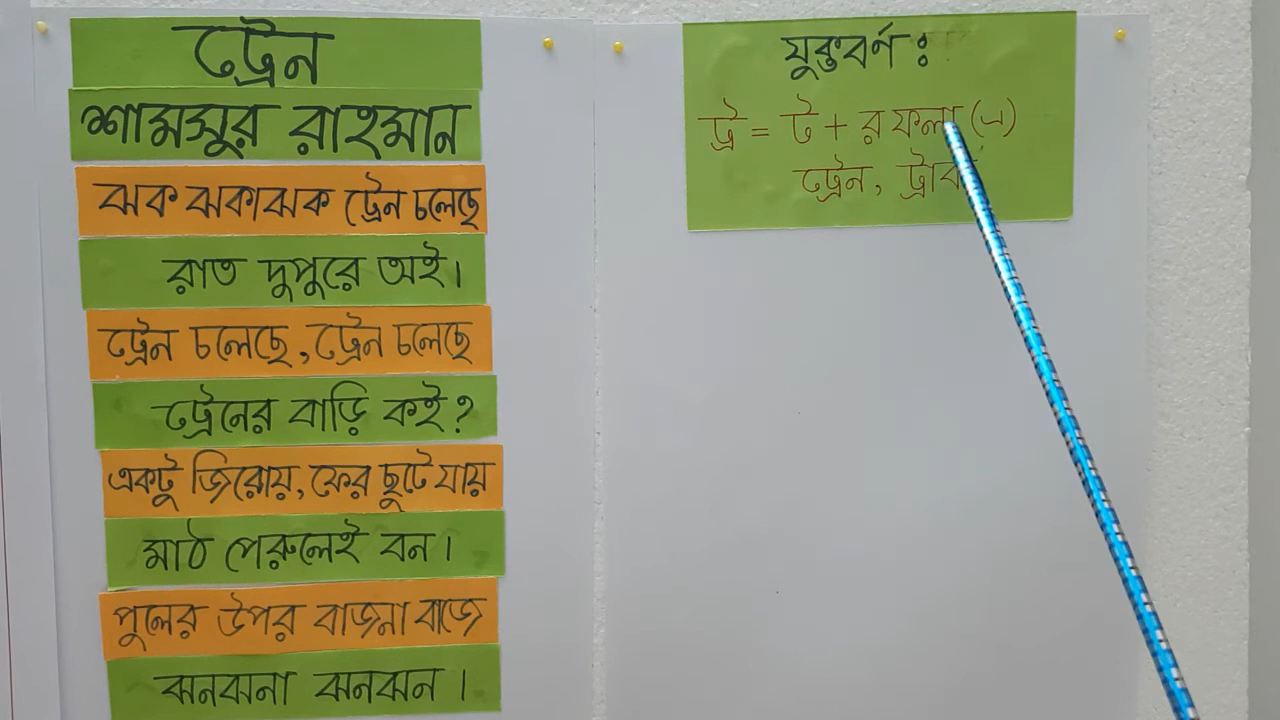 ট্রেন
শামসুর রাহমান
ঝক ঝকাঝক ট্রেন চলেছে
রাত দুপুরে অই।
ট্রেন চলেছে, ট্রেন চলেছে
ট্রেনের বাড়ি কই?
একটু জিরোয়, ফের ছুটে যায়
মাঠ পেরুলেই বন।
পুলের উপর বাজনা বাজে
ঝনঝনা ঝনঝন।
যুক্তবর্ণ:
ট্র = ট + র ফলা (্র)
ট্রেন, ট্রাক